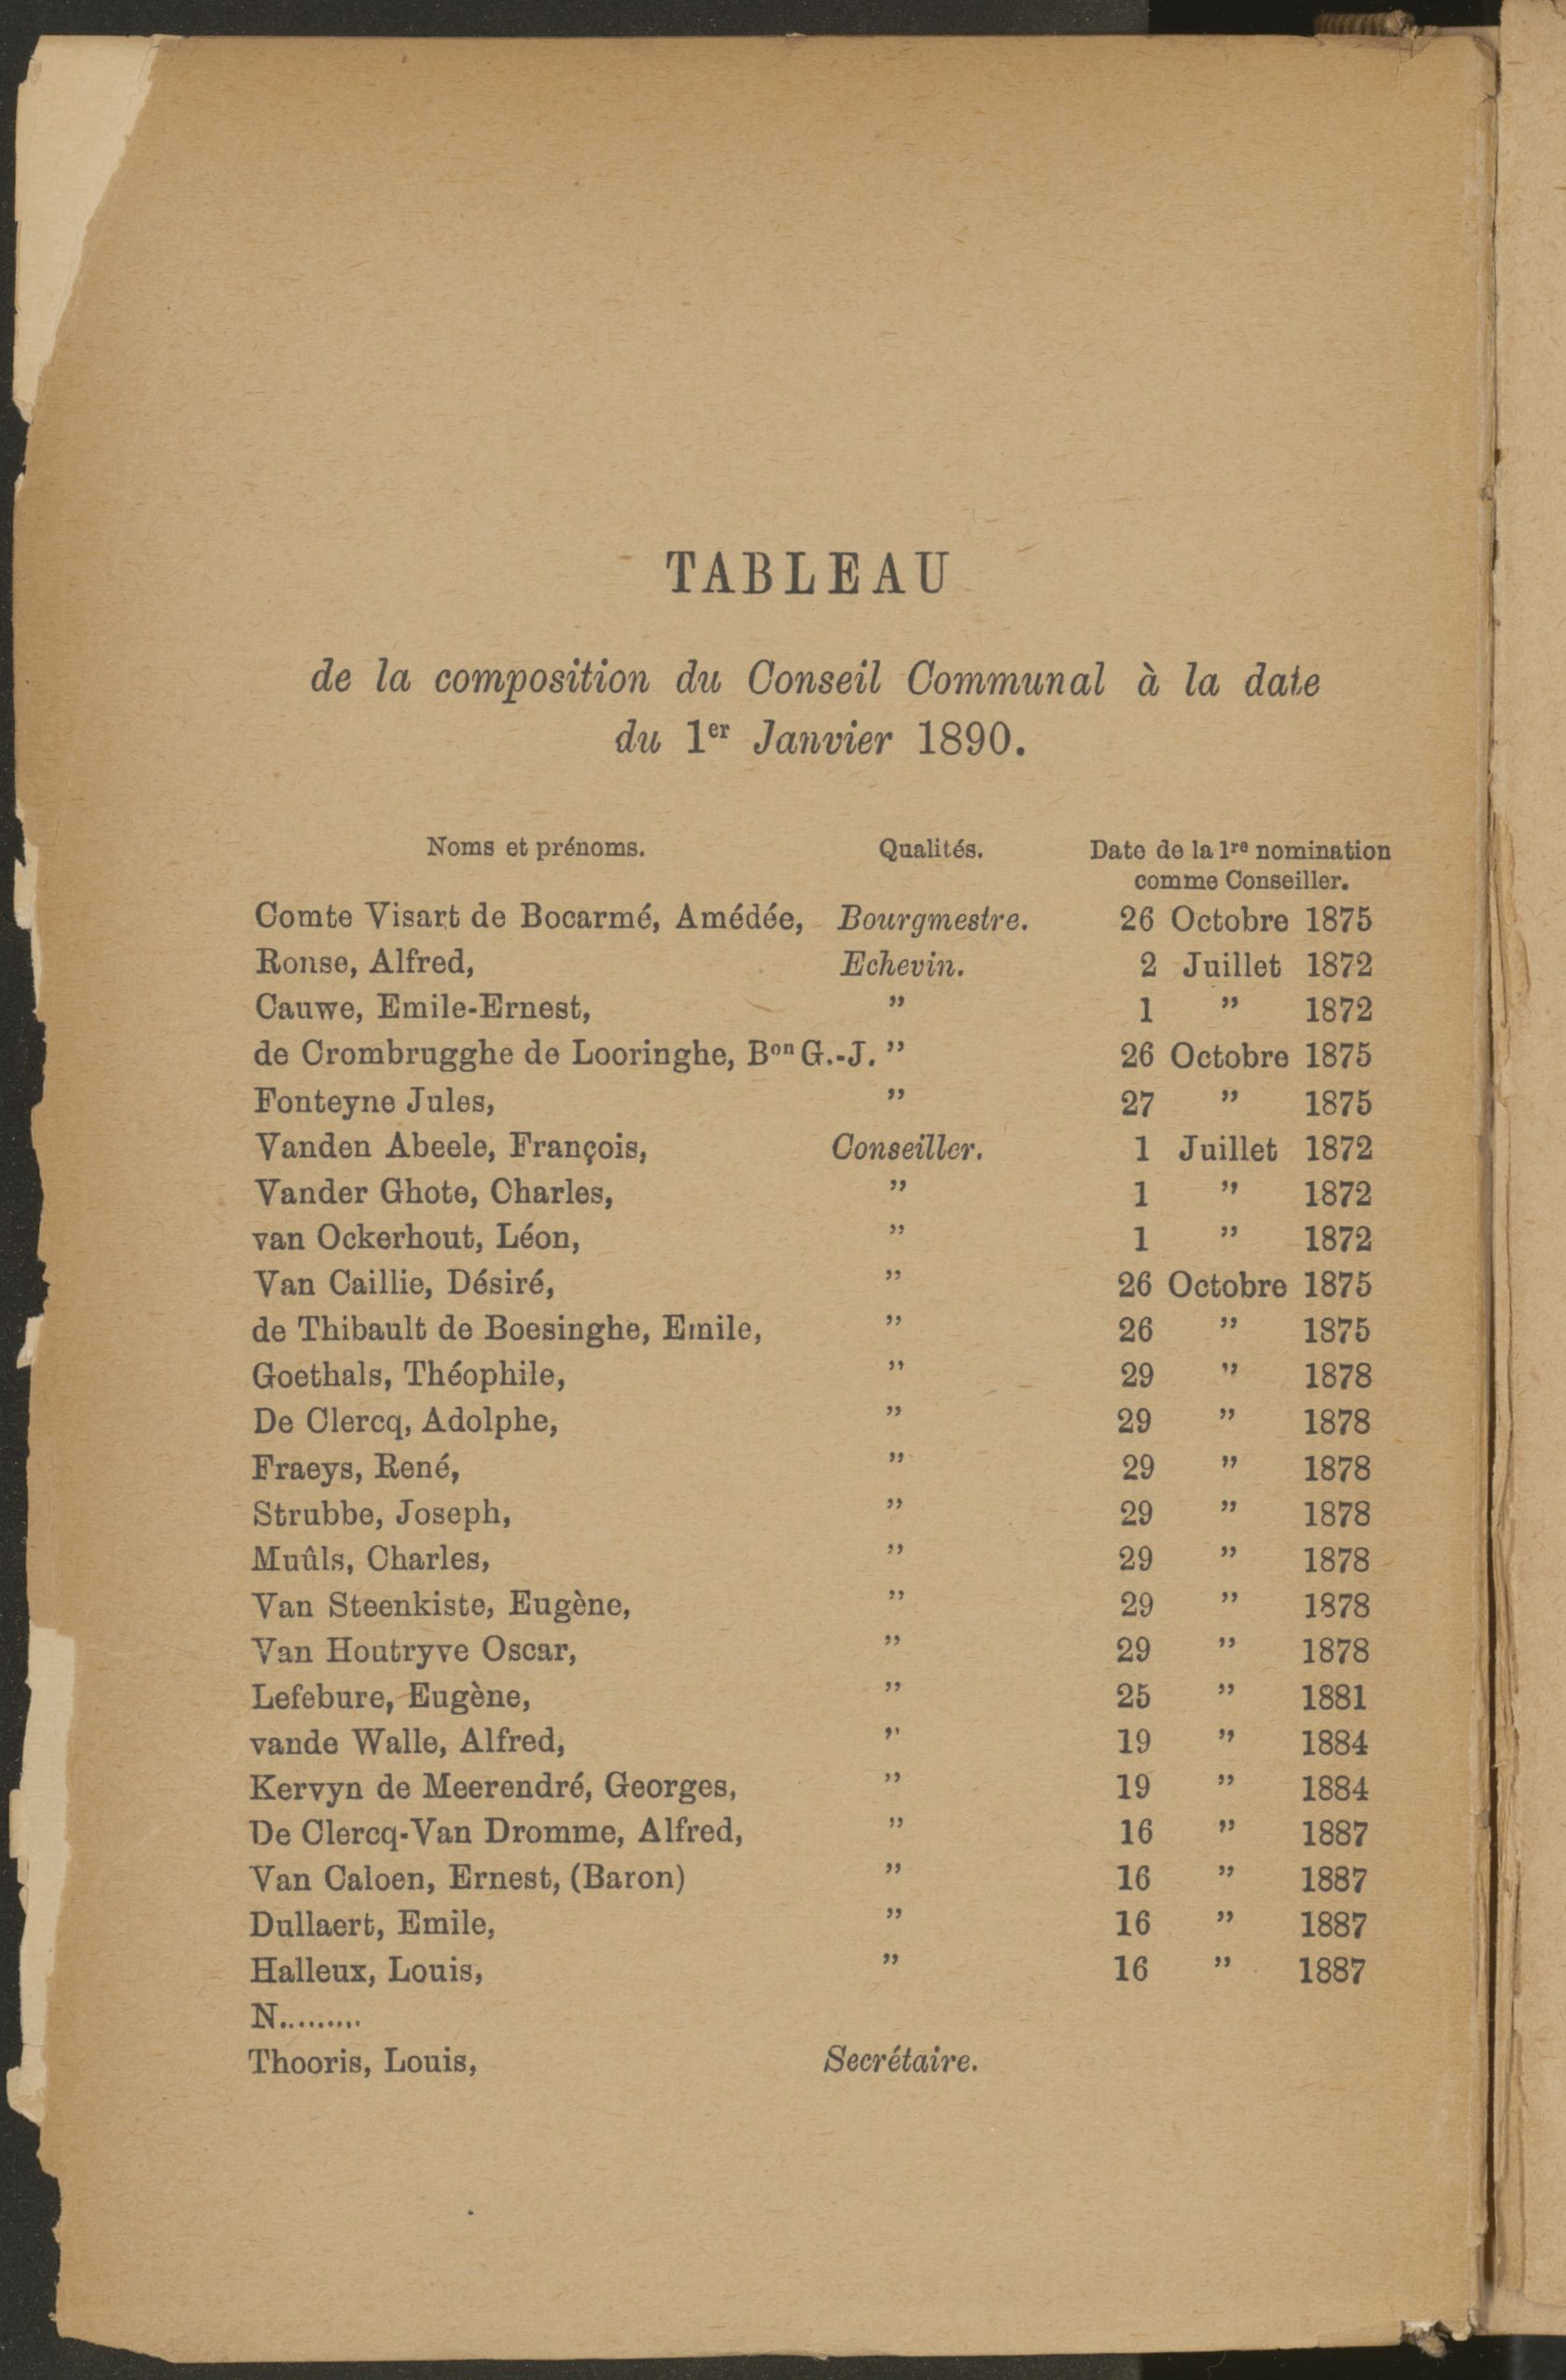 TABLEAU
de la composition du Conseil Communal à la date
du 1er Janvier 1890.
Noms et prénoms. Qualités. Date de la 1re nomination
comme Conseiller.
Comte Visart de Bocarmé, Amédée, Bourgmestre. 26 Octobre 1875
Ronse, Alfred, Echevin. 2 Juillet 1872
Cauwe, Emile-Ernest, " 1 " 1872
de Crombrugghe de Looringhe, Bon G.-J. " 26 Octobre 1875
Fonteyne Jules, " 27 " 1875
Vanden Abeele, François, Conseiller. 1 Juillet 1872
Vander Ghote, Charles, " 1 " 1872
van Ockerhout, Léon, " 1 " 1872
Van Caillie, Désiré, " 26 Octobre 1875
de Thibault de Boesinghe, Emile, " 26 " 1875
Goethals, Théophile, " 29 " 1878
De Clercq, Adolphe, " 29 " 1878
Fraeys, René, " 29 " 1878
Strubbe, Joseph, " 29 " 1878
Muûls, Charles, " 29 " 1878
Van Steenkiste, Eugène, " 29 " 1878
Van Houtryve Oscar, " 29 " 1878
Lefebure, Eugène, " 25 " 1881
vande Walle, Alfred, " 19 " 1884
Kervyn de Meerendré, Georges, " 19 " 1884
De Clercq-Van Dromme, Alfred, " 16 " 1887
Van Caloen, Ernest, (Baron) " 16 " 1887
Dullaert, Emile, " 16 " 1887
Halleux, Louis, " 16 " 1887
N.........
Thooris, Louis, Secrétaire.